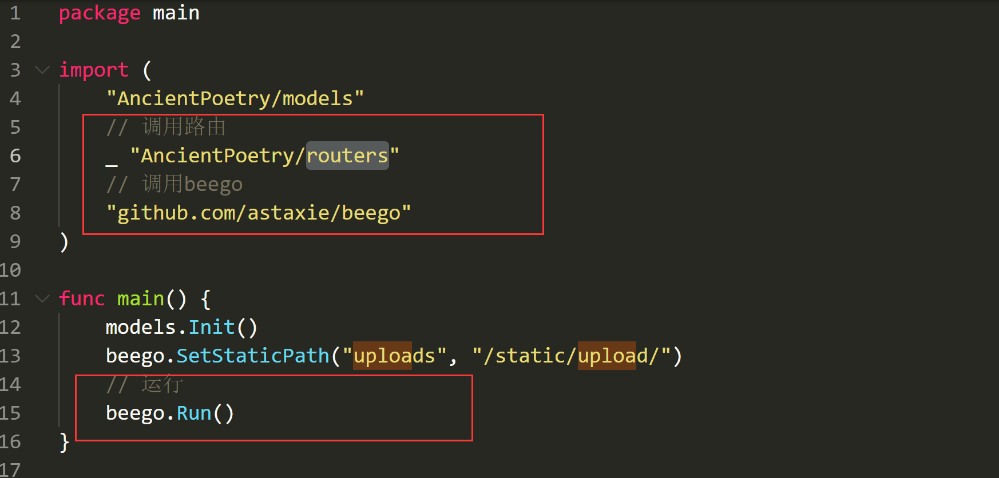 1 package main
2
3 import (
4 "AncientPoetry/models"
5 // 调用路由
6 _ "AncientPoetry/routers"
7 // 调用beego
8 "github.com/astaxie/beego"
9 )
10
11 func main() {
12 models.Init()
13 beego.SetStaticPath("uploads", "/static/upload/")
14 // 运行
15 beego.Run()
16 }
17